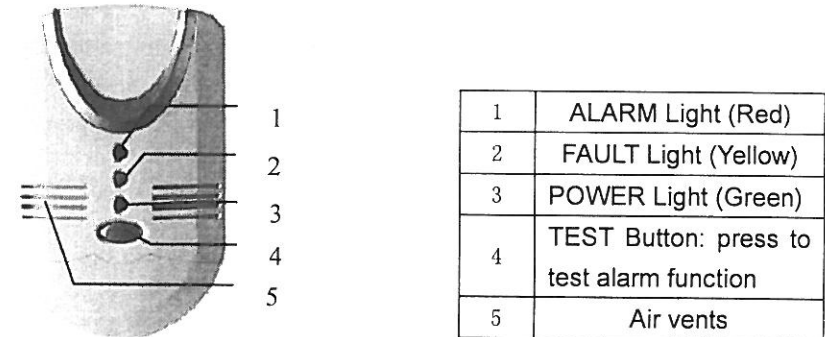 1
2
3
4
5
1 ALARM Light (Red)
2 FAULT Light (Yellow)
3 POWER Light (Green)
4 TEST Button: press to
test alarm function
5 Air vents